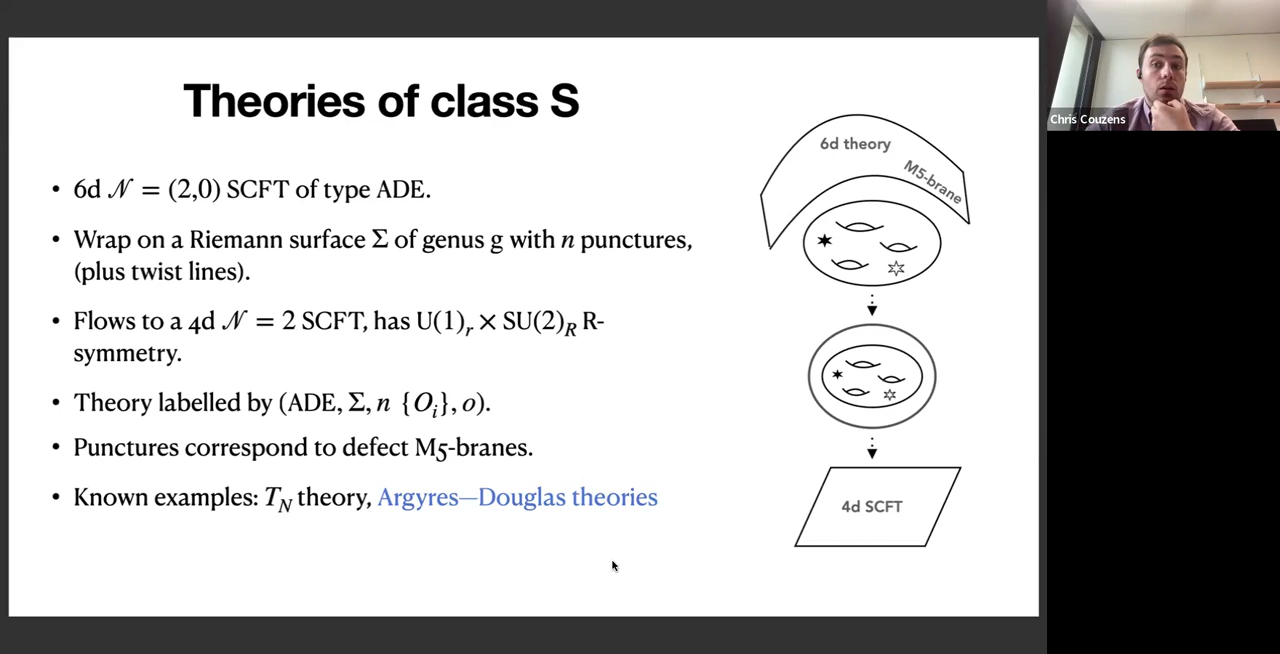 Theories of class S
• 6d 𝒩 = (2,0) SCFT of type ADE.
• Wrap on a Riemann surface Σ of genus g with n punctures,
(plus twist lines).
• Flows to a 4d 𝒩 = 2 SCFT, has U(1)_r × SU(2)_R R-
symmetry.
• Theory labelled by (ADE, Σ, n {O_i}, o).
• Punctures correspond to defect M5-branes.
• Known examples: T_N theory, Argyres—Douglas theories
6d theory
M5-brane
4d SCFT
Chris Couzens